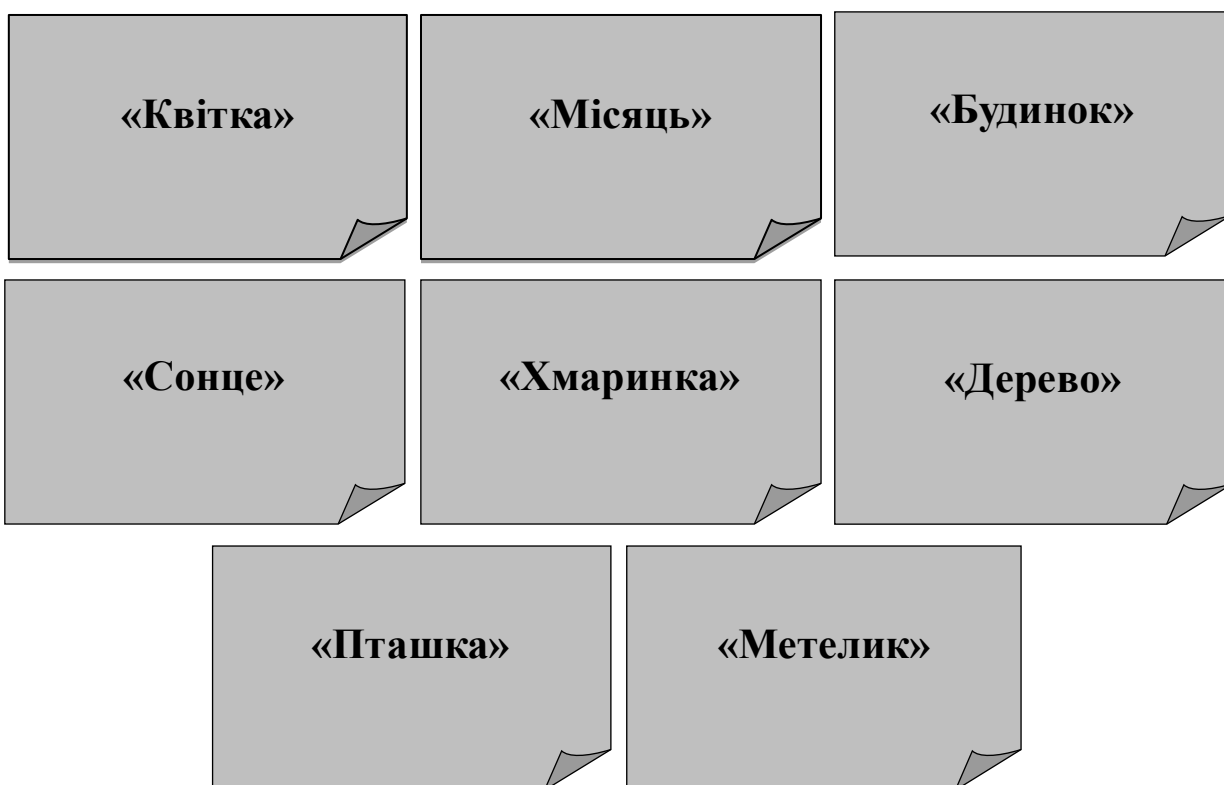 «Квітка»
«Місяць»
«Будинок»
«Сонце»
«Хмаринка»
«Дерево»
«Пташка»
«Метелик»